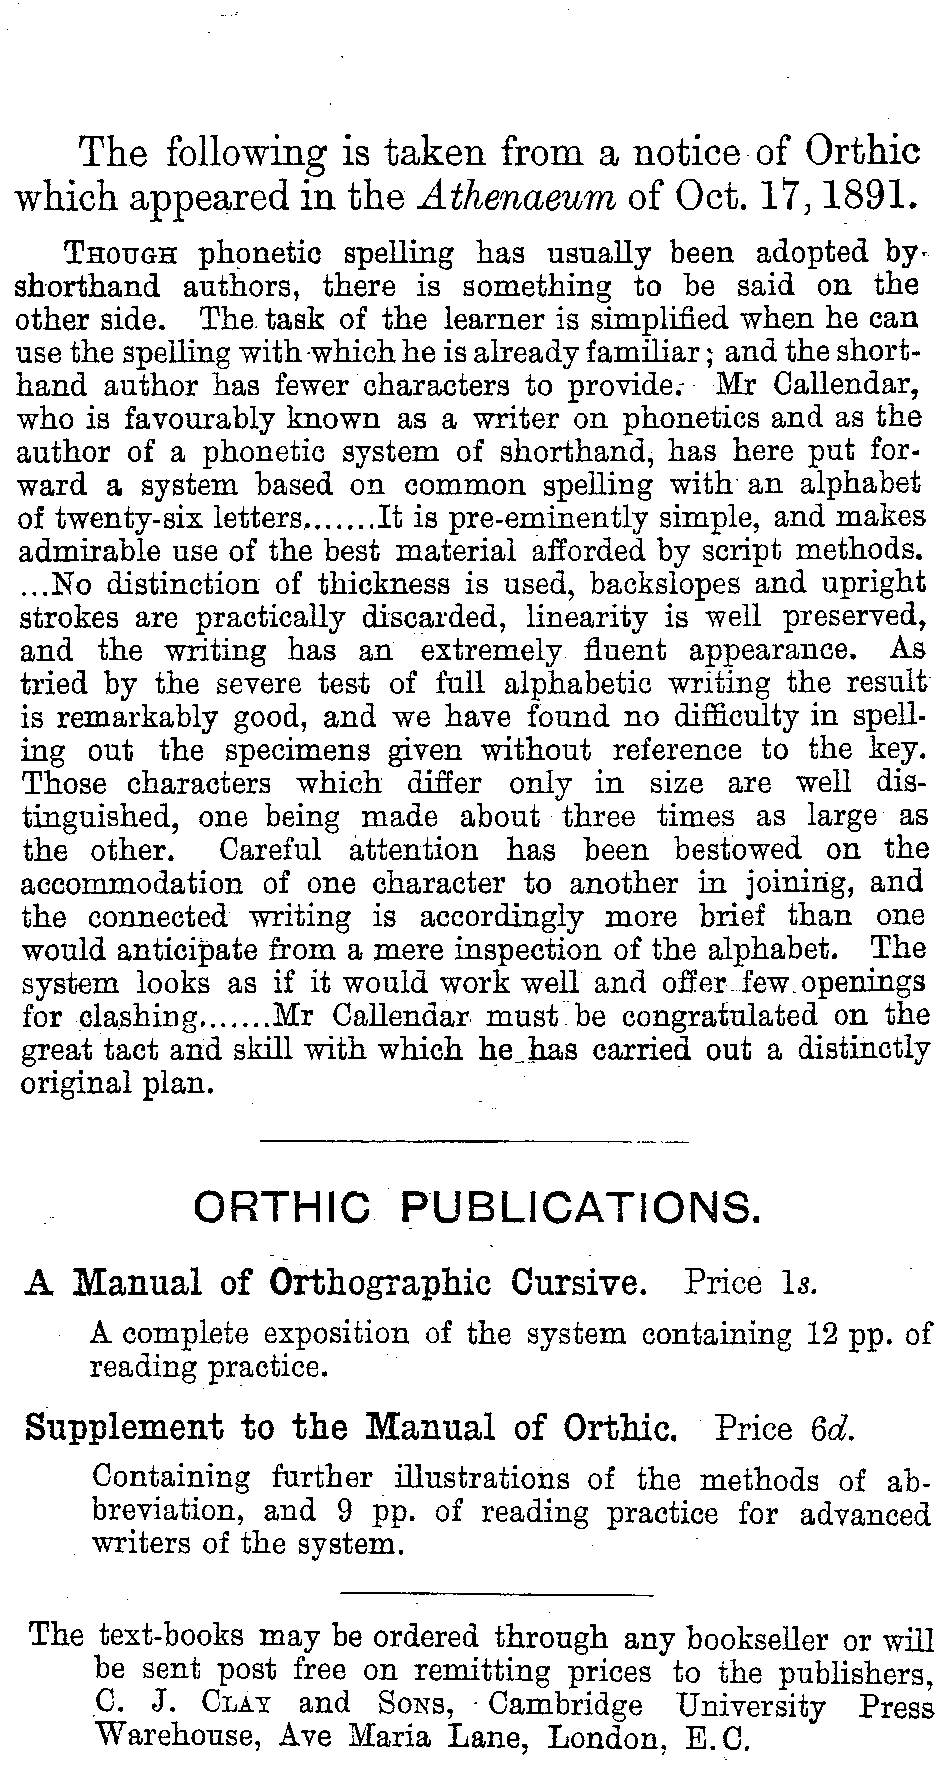 The following is taken from a notice of Orthic
which appeared in the Athenaeum of Oct. 17, 1891.
THOUGH phonetic spelling has usually been adopted by
shorthand authors, there is something to be said on the
other side. The task of the learner is simplified when he can
use the spelling with which he is already familiar; and the short-
hand author has fewer characters to provide. Mr Callendar,
who is favourably known as a writer on phonetics and as the
author of a phonetic system of shorthand, has here put for-
ward a system based on common spelling with an alphabet
of twenty-six letters.......It is pre-eminently simple, and makes
admirable use of the best material afforded by script methods.
...No distinction of thickness is used, backslopes and upright
strokes are practically discarded, linearity is well preserved,
and the writing has an extremely fluent appearance. As
tried by the severe test of full alphabetic writing the result
is remarkably good, and we have found no difficulty in spell-
ing out the specimens given without reference to the key.
Those characters which differ only in size are well dis-
tinguished, one being made about three times as large as
the other. Careful attention has been bestowed on the
accommodation of one character to another in joining, and
the connected writing is accordingly more brief than one
would anticipate from a mere inspection of the alphabet. The
system looks as if it would work well and offer few openings
for clashing.......Mr Callendar must be congratulated on the
great tact and skill with which he has carried out a distinctly
original plan.
ORTHIC PUBLICATIONS.
A Manual of Orthographic Cursive. Price 1s.
A complete exposition of the system containing 12 pp. of
reading practice.
Supplement to the Manual of Orthic. Price 6d.
Containing further illustrations of the methods of ab-
breviation, and 9 pp. of reading practice for advanced
writers of the system.
The text-books may be ordered through any bookseller or will
be sent post free on remitting prices to the publishers,
C. J. CLAY and SONS, Cambridge University Press
Warehouse, Ave Maria Lane, London, E.C.